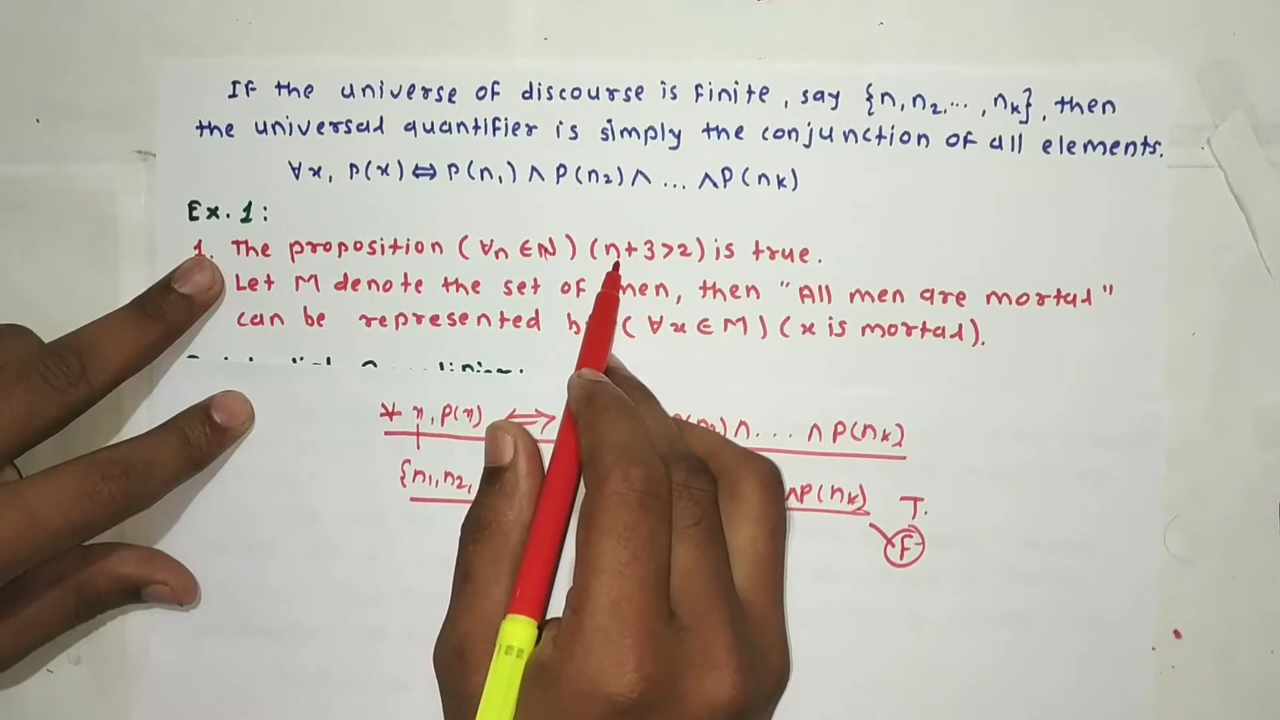 If the universe of discourse is finite, say {n, n2, ..., nk}, then
the universal quantifier is simply the conjunction of all elements.
∀x, P(x) ⇔ P(n1) ∧ P(n2) ∧ ... ∧ P(nk)
Ex. 1:
1. The proposition (∀n ∈ N) (n+3>2) is true.
Let M denote the set of men, then "All men are mortal"
can be represented (∀x ∈ M) (x is mortal).
∀ x, P(x) ⇔ ∧ ... ∧ P(nk)
{n1, n2, ∧P(nk) T.
F